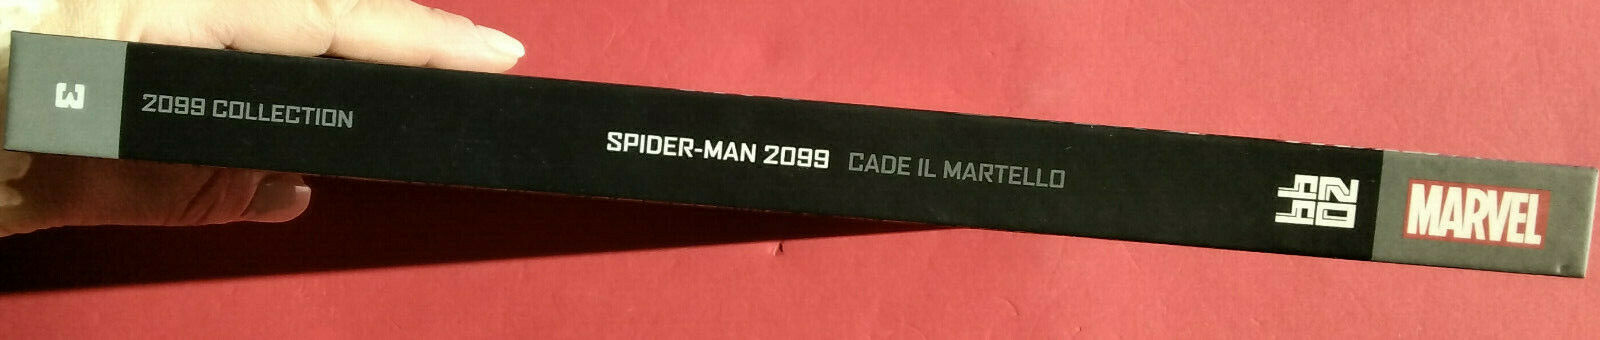 3
2099 COLLECTION
SPIDER-MAN 2099 CADE IL MARTELLO
2099
MARVEL